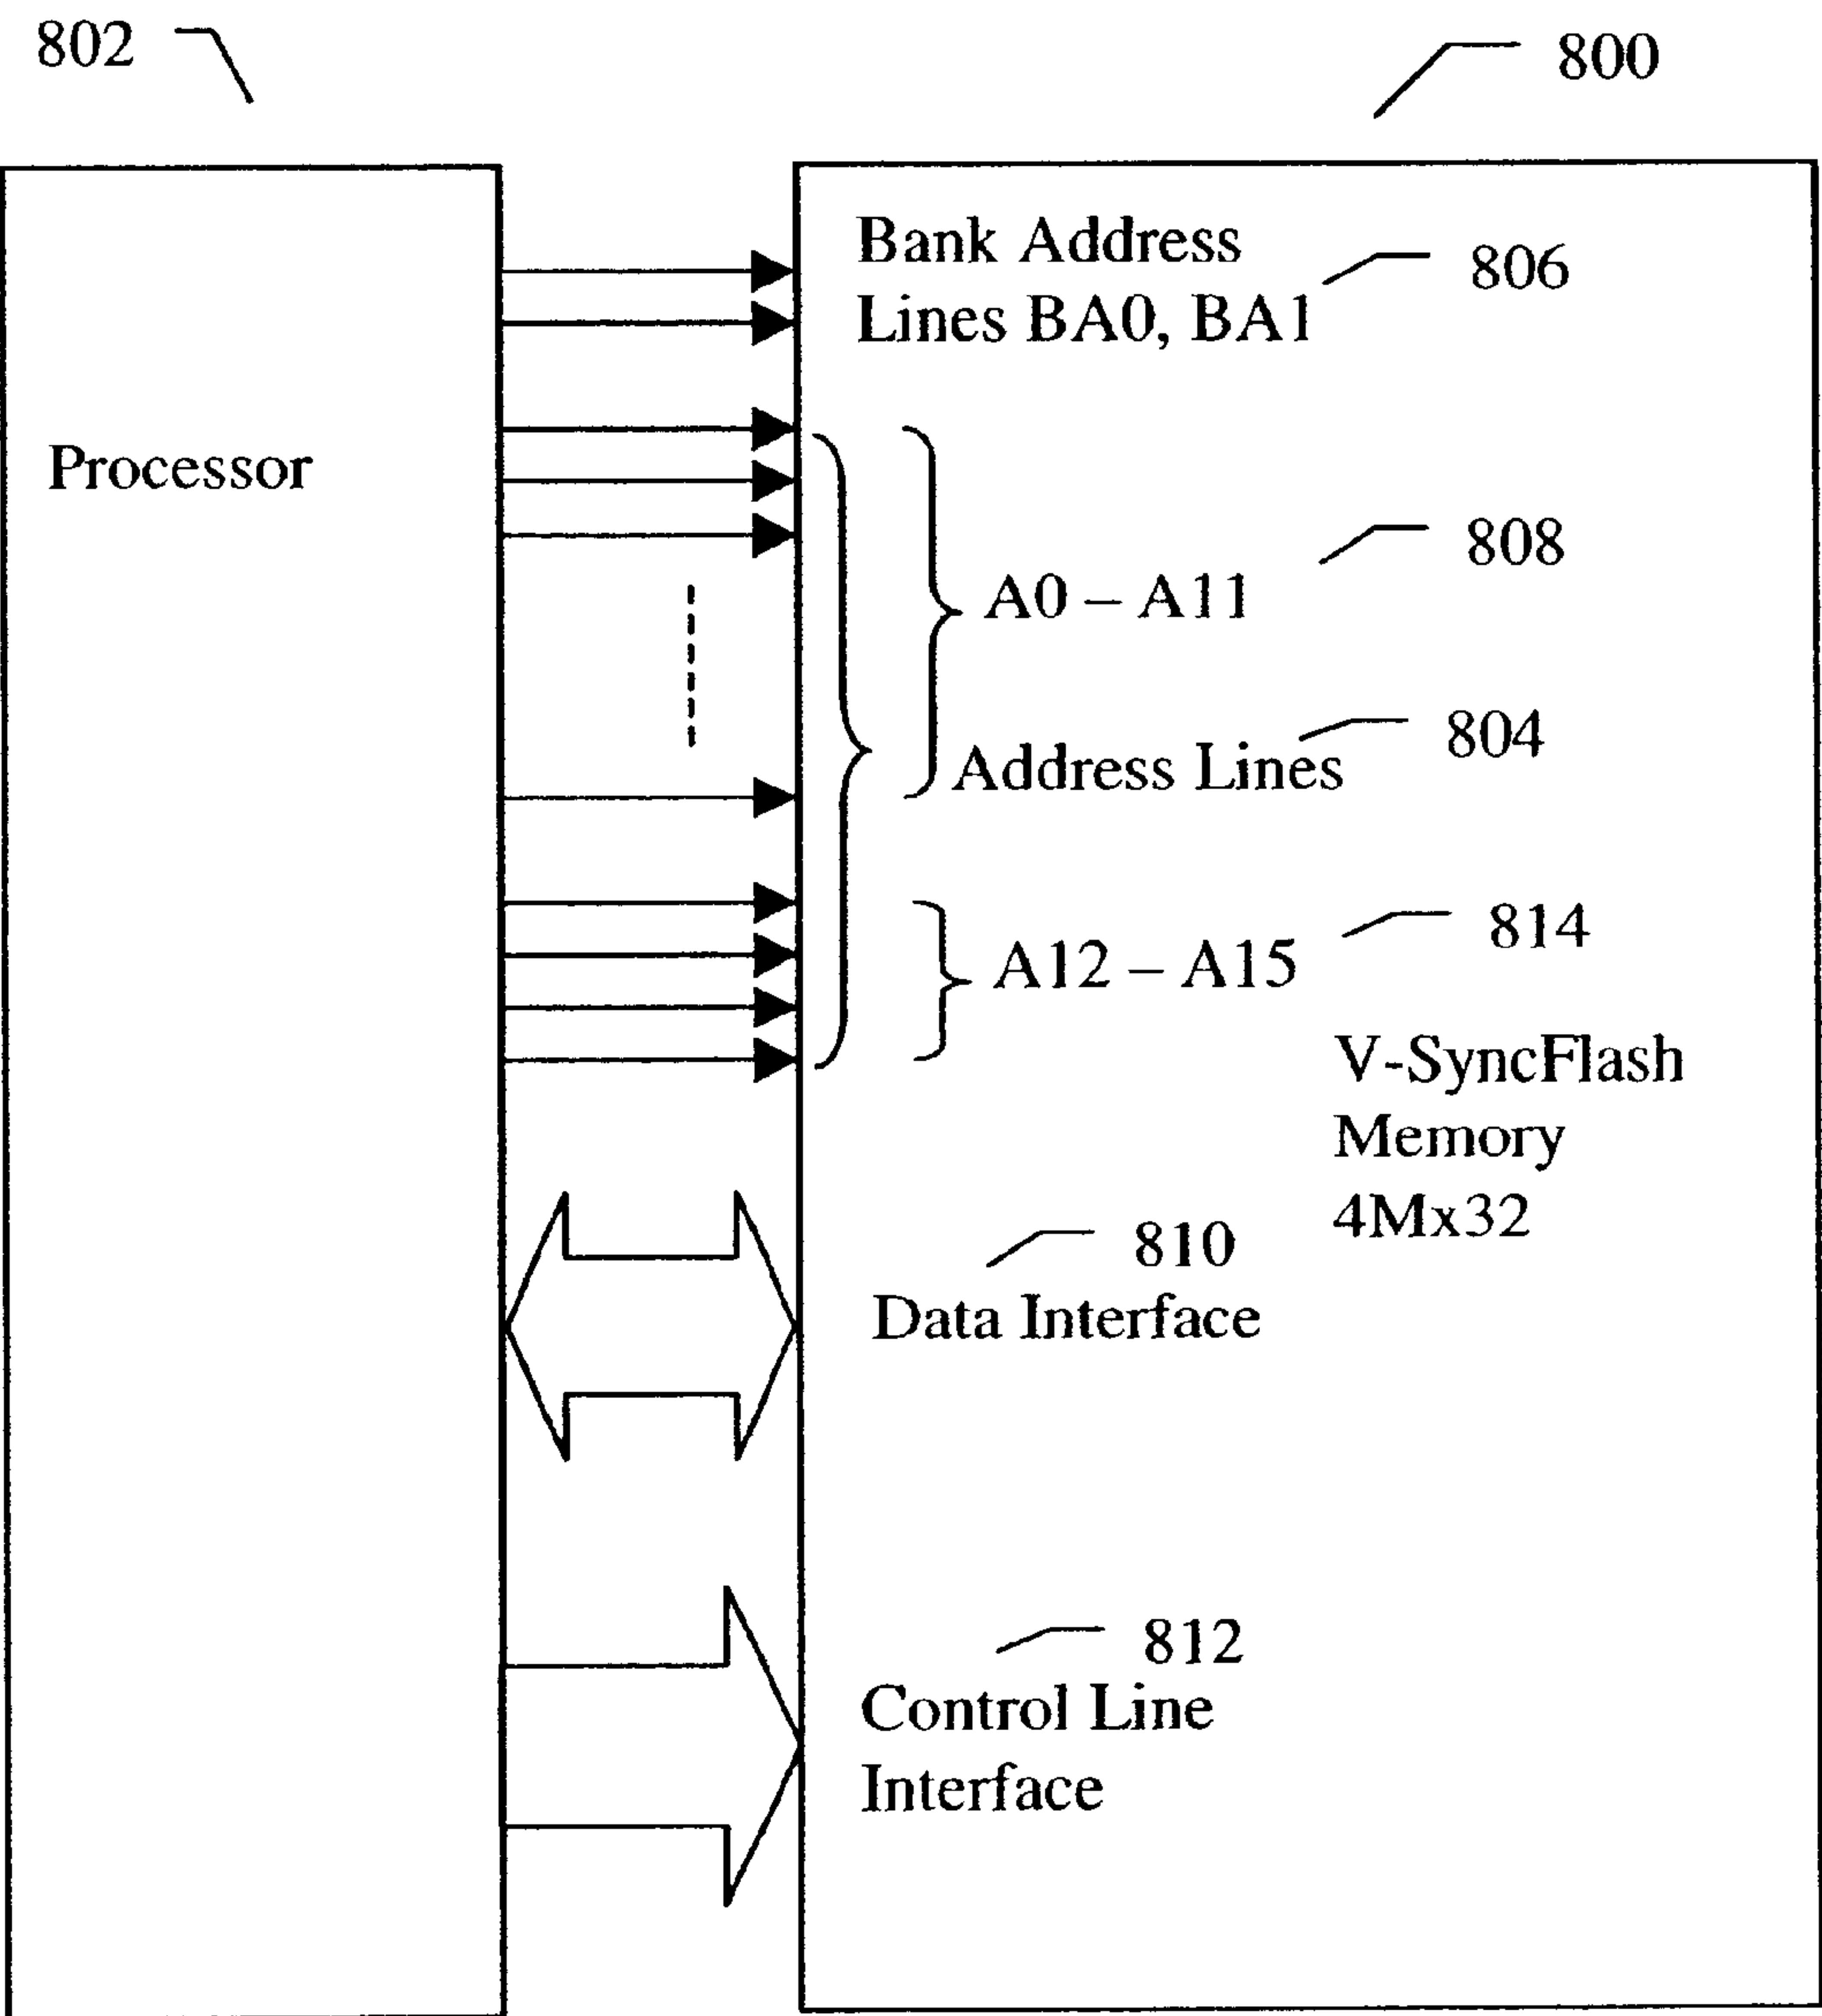 802
800
Bank Address
Lines BA0, BA1
806
Processor
808
A0 – A11
804
Address Lines
814
A12 – A15
V-SyncFlash
Memory
4Mx32
810
Data Interface
812
Control Line
Interface